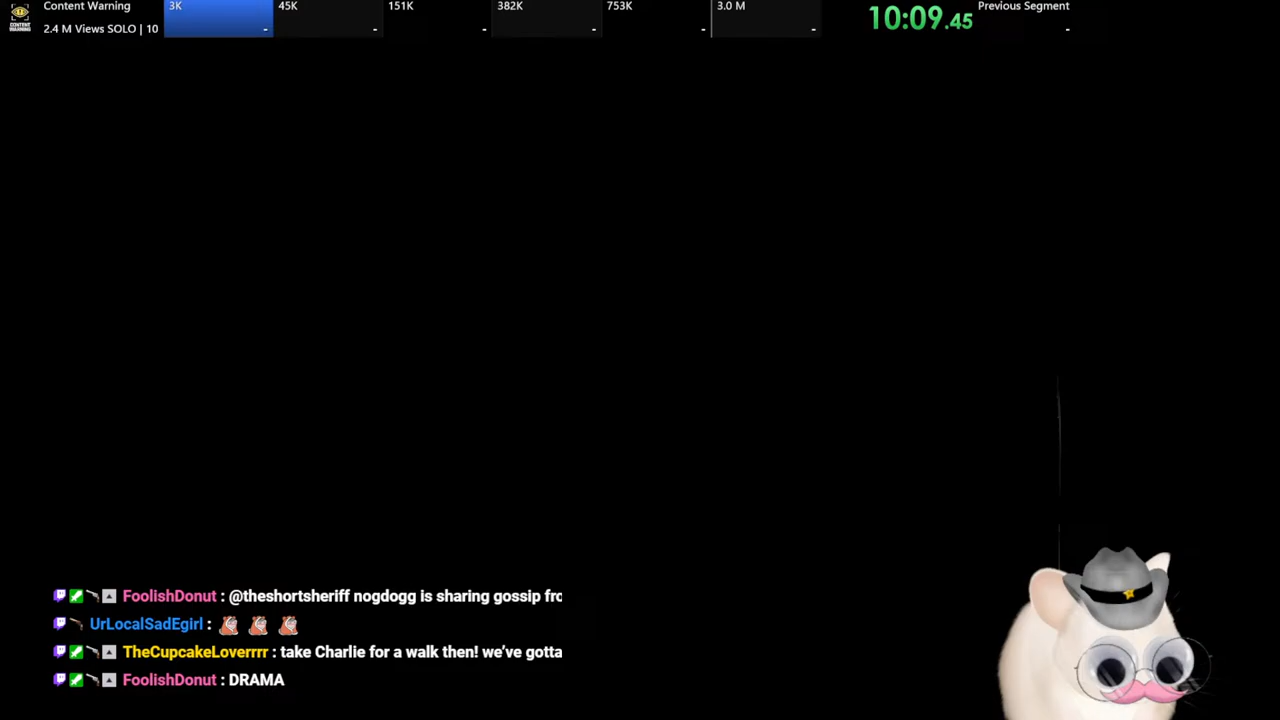 Content Warning
2.4 M Views SOLO | 10
3K
-
45K
-
151K
-
382K
-
753K
-
3.0 M
-
10:09.45
Previous Segment
-
CONTENT
WARNING
FoolishDonut : @theshortsheriff nogdogg is sharing gossip frc
UrLocalSadEgirl :
TheCupcakeLoverrrr : take Charlie for a walk then! we've gotta
FoolishDonut : DRAMA